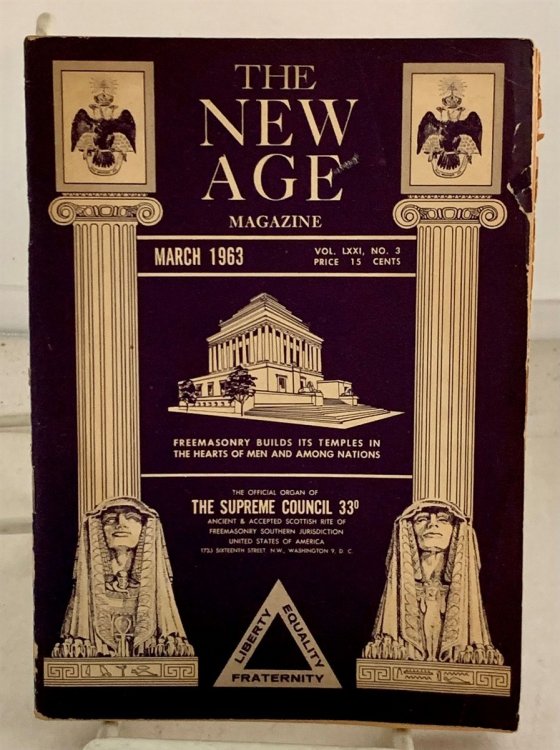 THE
NEW
AGE
MAGAZINE
MARCH 1963
VOL. LXXI, NO. 3
PRICE 15 CENTS
FREEMASONRY BUILDS ITS TEMPLES IN
THE HEARTS OF MEN AND AMONG NATIONS
THE OFFICIAL ORGAN OF
THE SUPREME COUNCIL 33º
ANCIENT & ACCEPTED SCOTTISH RITE OF
FREEMASONRY SOUTHERN JURISDICTION
UNITED STATES OF AMERICA
1733 SIXTEENTH STREET, N.W., WASHINGTON 9, D. C.
LIBERTY
EQUALITY
FRATERNITY